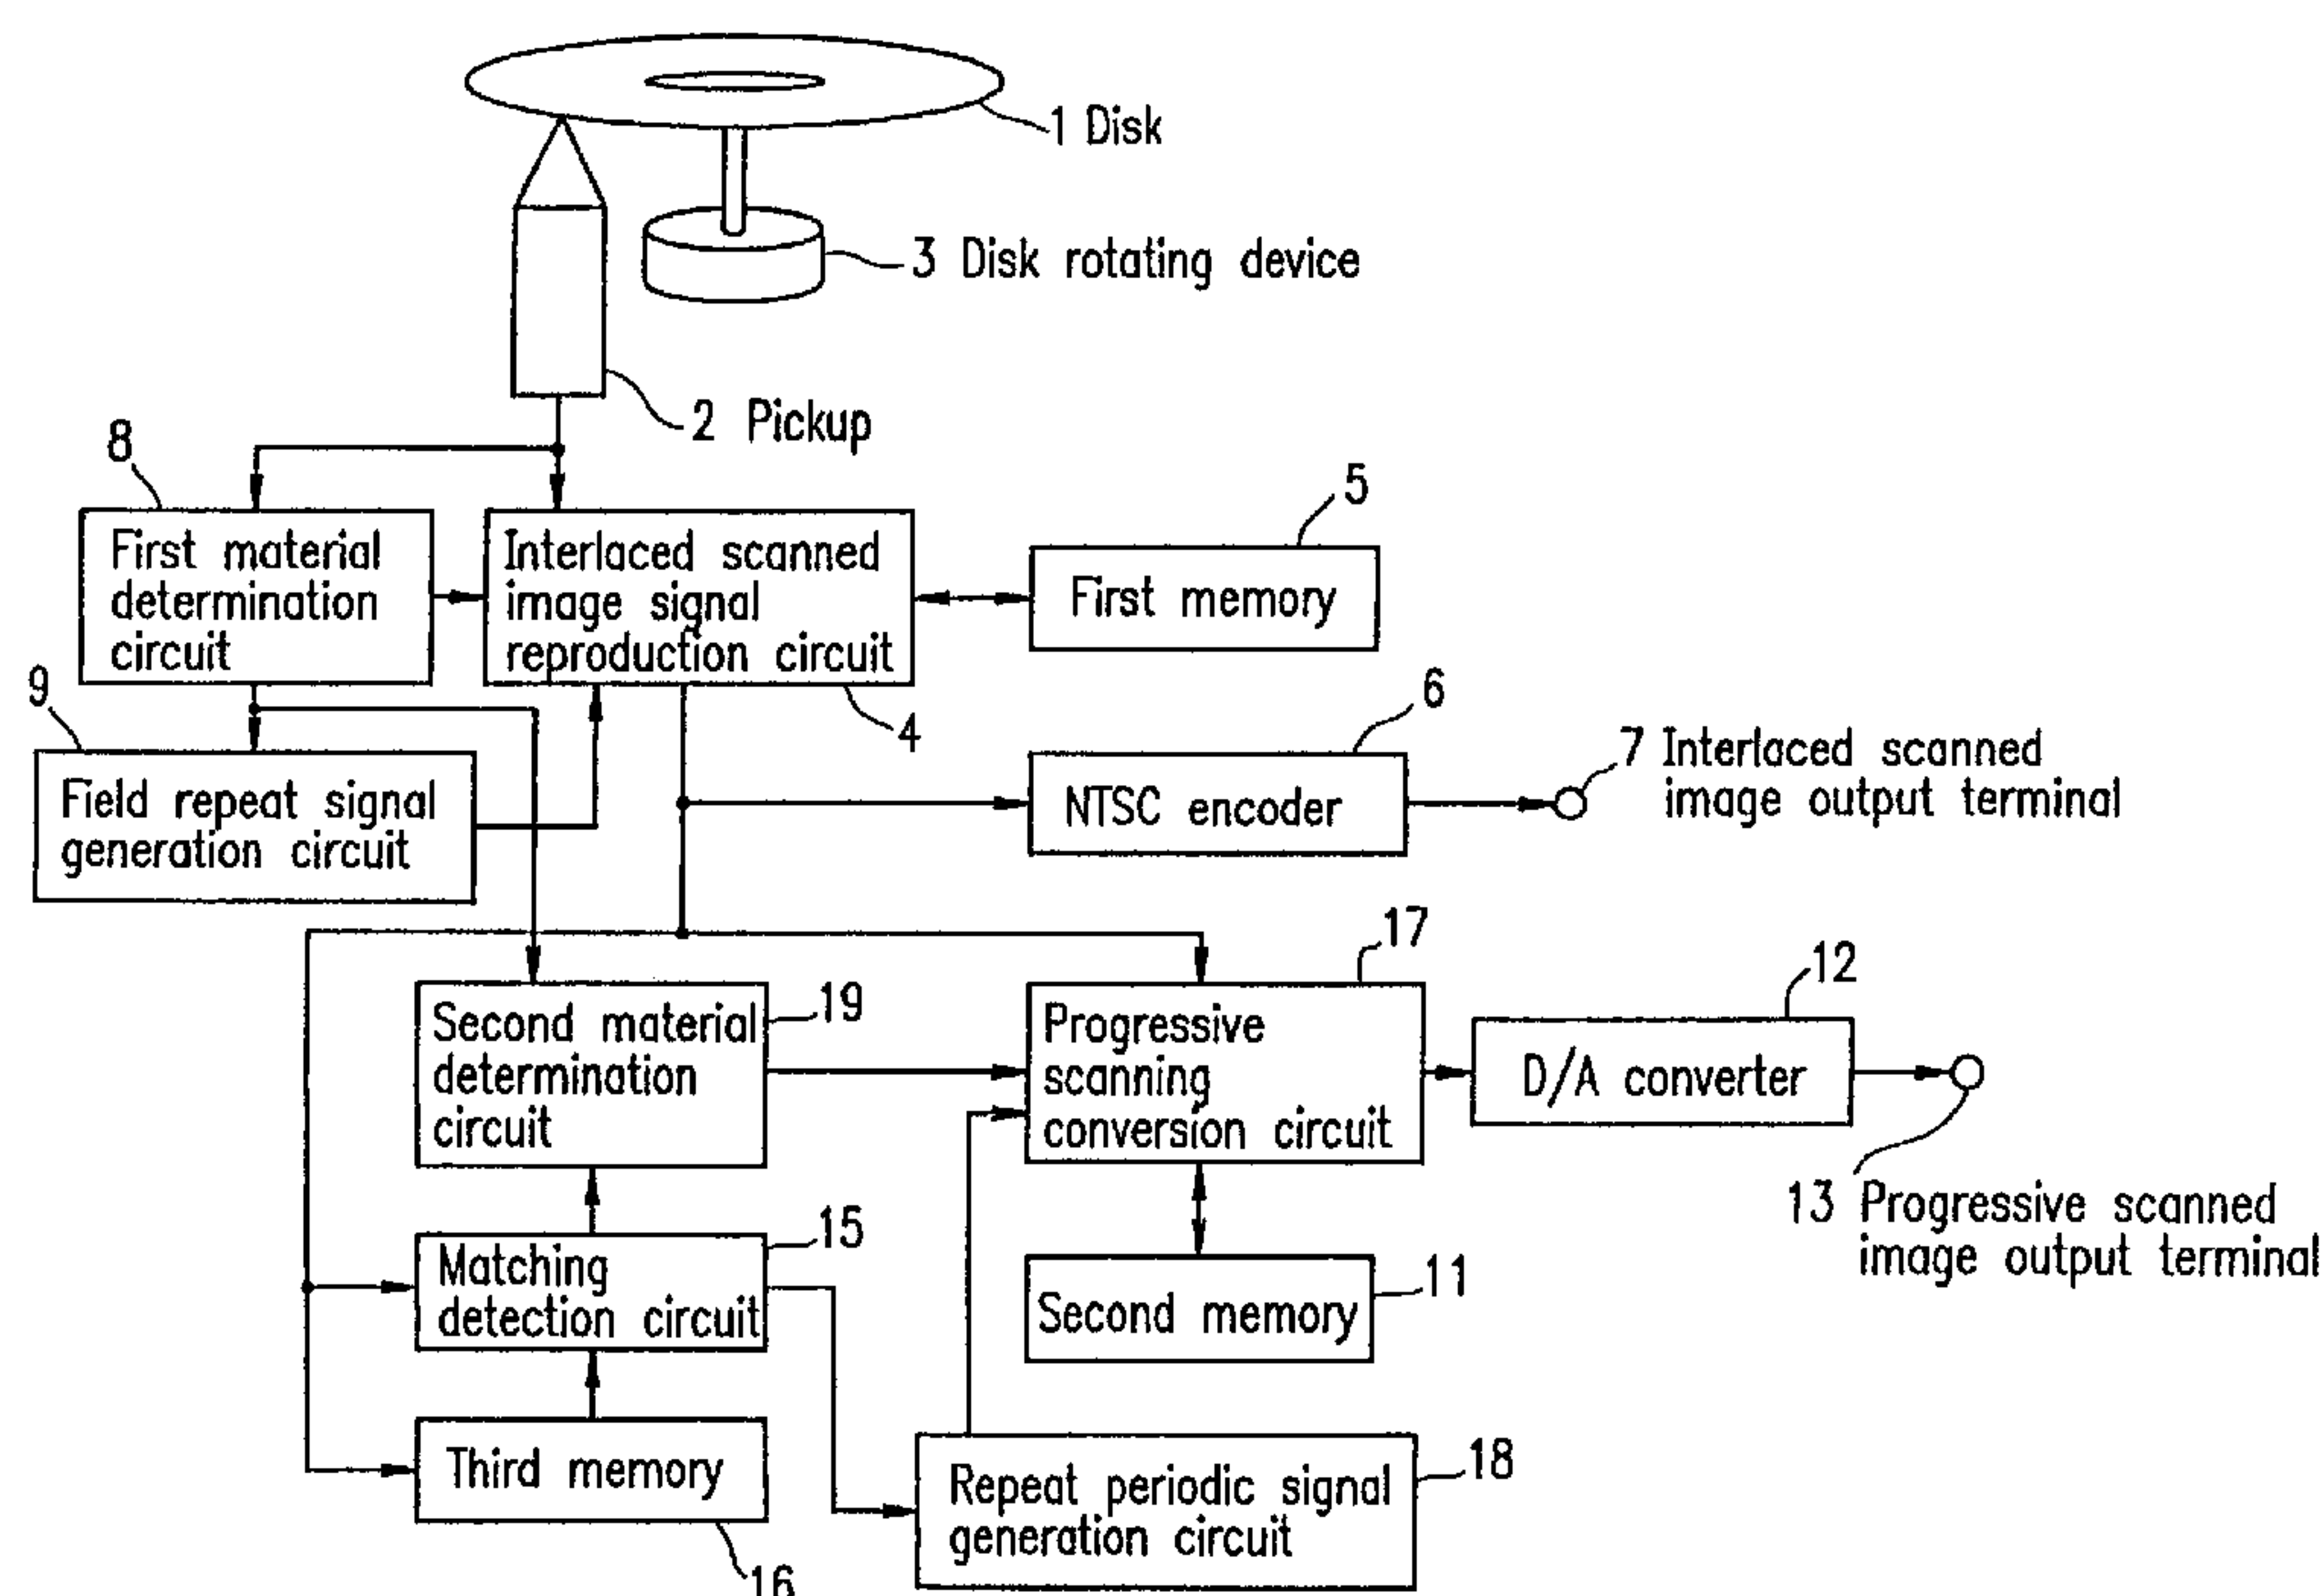 1 Disk
3 Disk rotating device
2 Pickup
8
First material
determination
circuit
Interlaced scanned
image signal
reproduction circuit
4
5
First memory
9
Field repeat signal
generation circuit
6
NTSC encoder
7 Interlaced scanned
image output terminal
Second material
determination
circuit
19
17
Progressive
scanning
conversion circuit
12
D/A converter
13 Progressive scanned
image output terminal
15
Matching
detection circuit
11
Second memory
Third memory
16
18
Repeat periodic signal
generation circuit